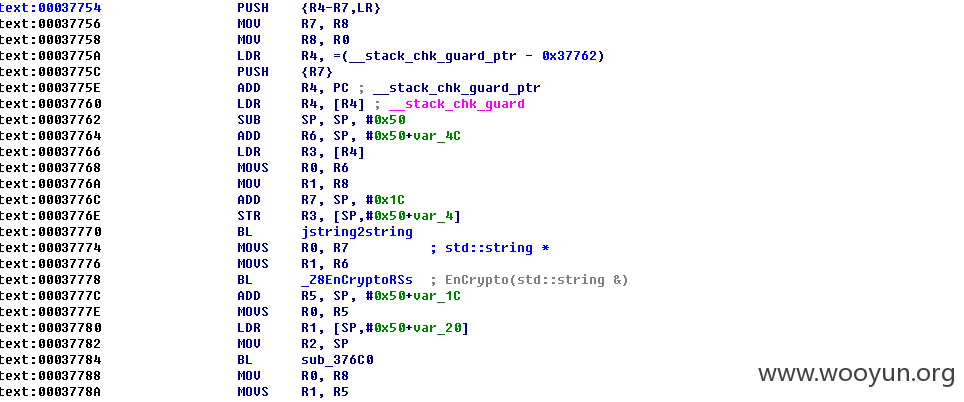 text:00037754 PUSH {R4-R7,LR}
text:00037756 MOV R7, R8
text:00037758 MOV R8, R0
text:0003775A LDR R4, =(__stack_chk_guard_ptr - 0x37762)
text:0003775C PUSH {R7}
text:0003775E ADD R4, PC ; __stack_chk_guard_ptr
text:00037760 LDR R4, [R4] ; __stack_chk_guard
text:00037762 SUB SP, SP, #0x50
text:00037764 ADD R6, SP, #0x50+var_4C
text:00037766 LDR R3, [R4]
text:00037768 MOVS R0, R6
text:0003776A MOV R1, R8
text:0003776C ADD R7, SP, #0x1C
text:0003776E STR R3, [SP,#0x50+var_4]
text:00037770 BL jstring2string
text:00037774 MOVS R0, R7 ; std::string *
text:00037776 MOVS R1, R6
text:00037778 BL _Z8EnCryptoRSs ; EnCrypto(std::string &)
text:0003777C ADD R5, SP, #0x50+var_1C
text:0003777E MOVS R0, R5
text:00037780 LDR R1, [SP,#0x50+var_20]
text:00037782 MOV R2, SP
text:00037784 BL sub_376C0
text:00037788 MOV R0, R8
text:0003778A MOVS R1, R5
www.wooyun.org